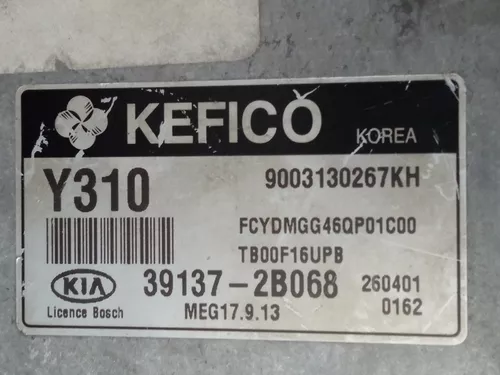 KEFICO KOREA
Y310 9003130267KH
FCYDMGG46QP01C00
TB00F16UPB
KIA 39137-2B068 260401
Licence Bosch MEG17.9.13 0162